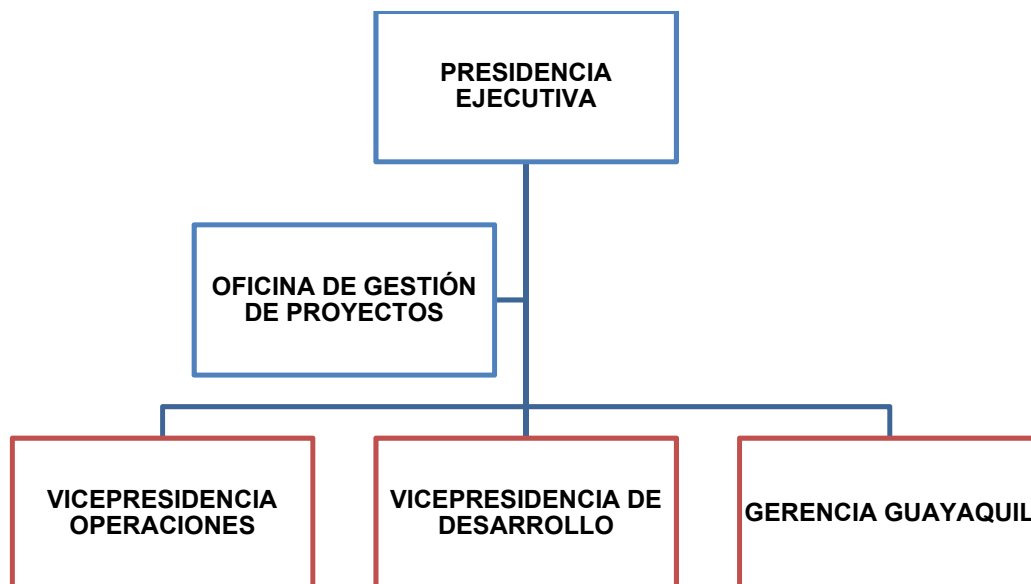 PRESIDENCIA
EJECUTIVA
OFICINA DE GESTIÓN
DE PROYECTOS
VICEPRESIDENCIA
OPERACIONES
VICEPRESIDENCIA DE
DESARROLLO
GERENCIA GUAYAQUIL